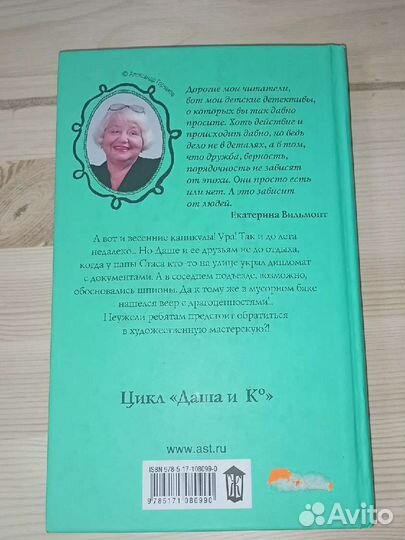 © Александр Горчаков
Дорогие мои читатели,
вот мои детские детективы,
о которых вы так давно
просите. Хоть действие и
происходит давно, но ведь
дело не в деталях, а в том,
что дружба, верность,
порядочность не зависят
от эпохи. Они просто есть
или нет. А это зависит
от людей.
Екатерина Вильмонт
А вот и весенние каникулы! Ура! Так и до лета
недалеко... Но Даше и ее друзьям не до отдыха,
когда у папы Стаса кто-то на улице украл дипломат
с документами. А в соседнем подъезде, возможно,
обосновались шпионы. Да к тому же в мусорном баке
нашелся веер с драгоценностями!..
Неужели ребятам предстоит обратиться
в художественную мастерскую?!
Цикл «Даша и К°»
www.ast.ru
ISBN 978-5-17-108099-0
9785171080990
Avito